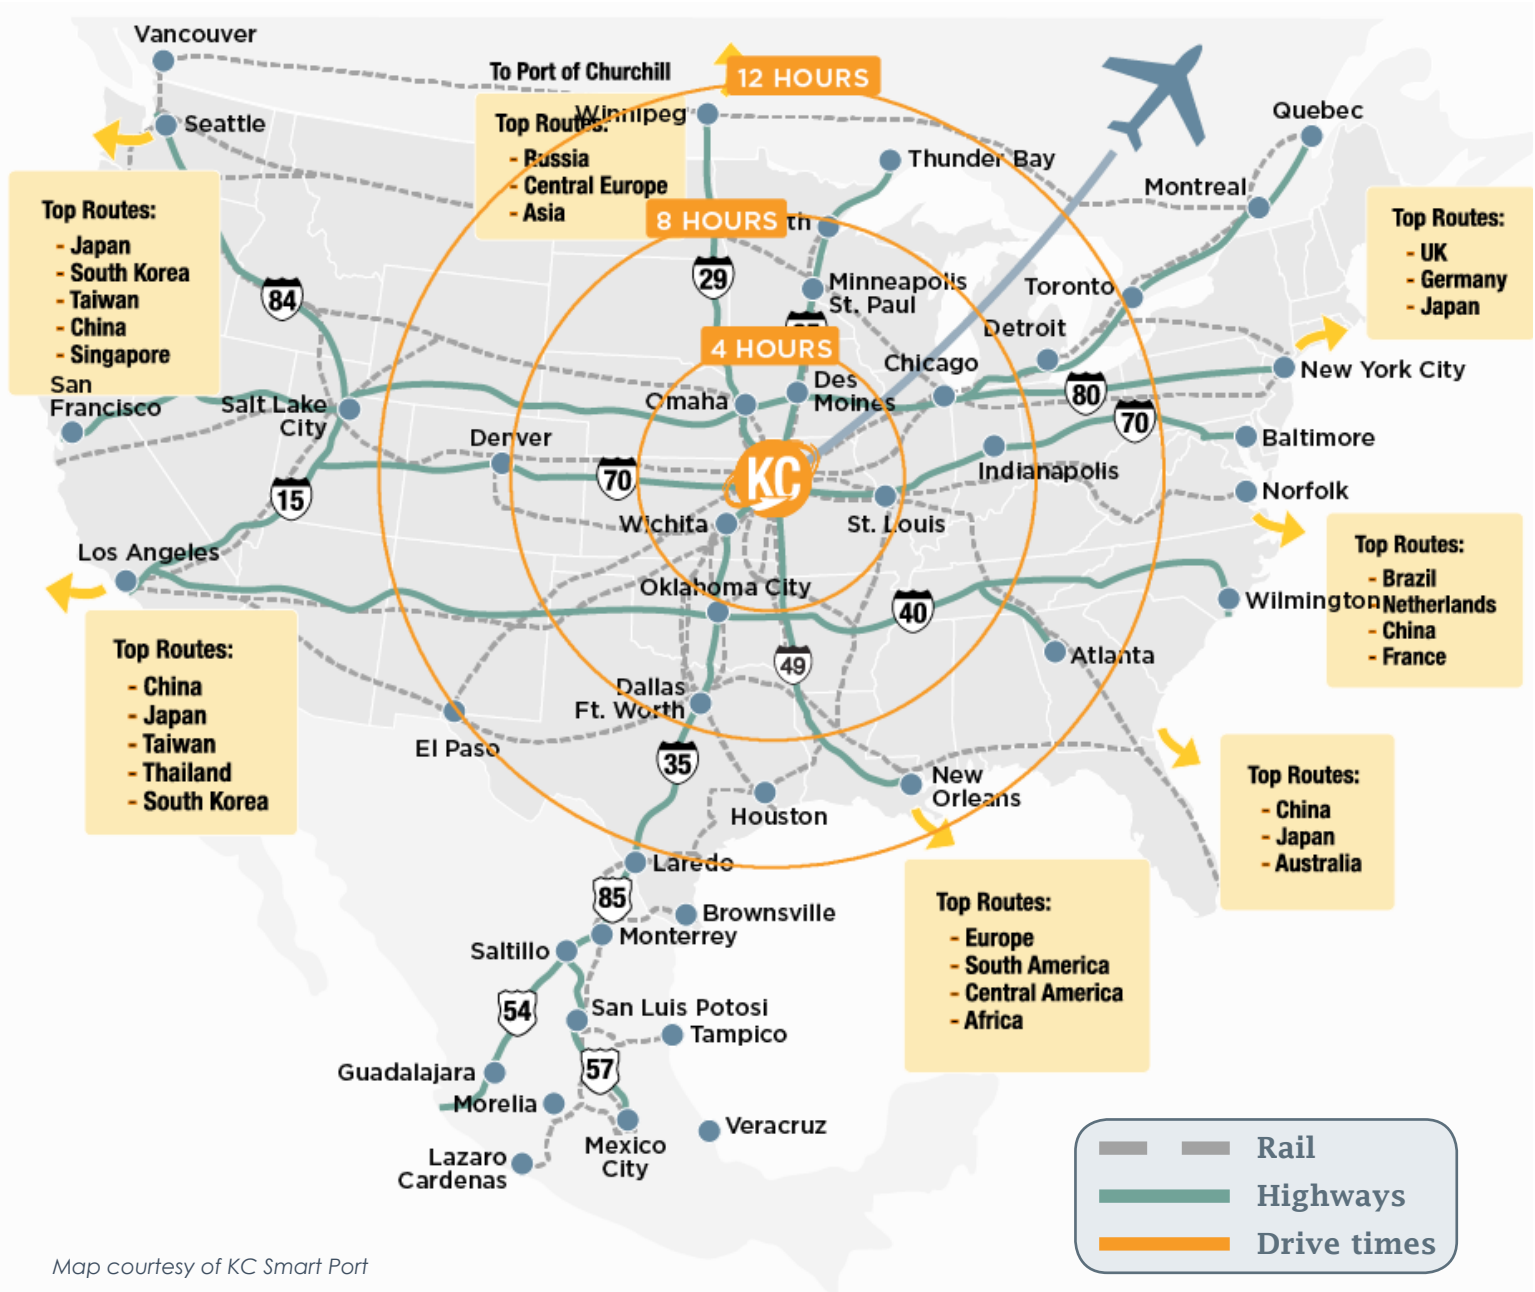 Vancouver
To Port of Churchill
12 HOURS
Winnipeg
Seattle
Top Routes:
- Russia
- Central Europe
- Asia
Thunder Bay
Quebec
Montreal
Top Routes:
- Japan
- South Korea
- Taiwan
- China
- Singapore
8 HOURS
th
Top Routes:
- UK
- Germany
- Japan
29
Minneapolis
St. Paul
Toronto
84
Detroit
4 HOURS
Chicago
New York City
San
Francisco
Salt Lake
City
Omaha
Des
Moines
80
70
Denver
Baltimore
Indianapolis
KC
70
15
Norfolk
Wichita
St. Louis
Los Angeles
Top Routes:
- Brazil
- Netherlands
- China
- France
Oklahoma City
40
Wilmington
Top Routes:
- China
- Japan
- Taiwan
- Thailand
- South Korea
49
Atlanta
Dallas
Ft. Worth
El Paso
35
New
Orleans
Houston
Top Routes:
- China
- Japan
- Australia
Laredo
85
Brownsville
Monterrey
Saltillo
Top Routes:
- Europe
- South America
- Central America
- Africa
54
San Luis Potosi
Tampico
57
Guadalajara
Morelia
Veracruz
Mexico
City
Lazaro
Cardenas
Rail
Highways
Drive times
Map courtesy of KC Smart Port